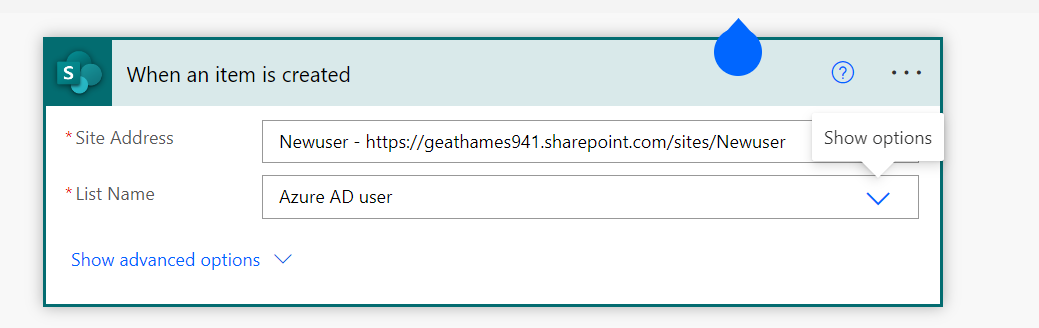 S When an item is created ?
* Site Address Newuser - https://geathames941.sharepoint.com/sites/Newuser
Show options
* List Name Azure AD user
Show advanced options